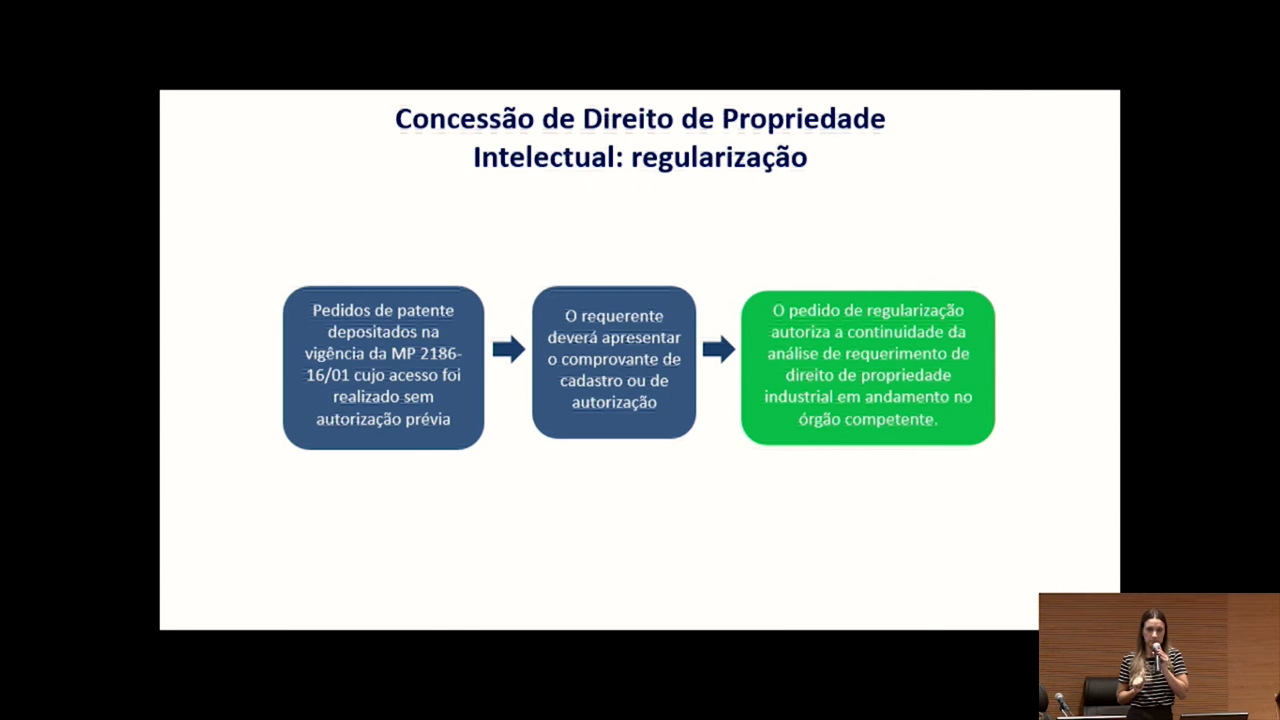 Concessão de Direito de Propriedade
Intelectual: regularização
Pedidos de patente
depositados na
vigência da MP 2186-
16/01 cujo acesso foi
realizado sem
autorização prévia
O requerente
deverá apresentar
o comprovante de
cadastro ou de
autorização
O pedido de regularização
autoriza a continuidade da
análise de requerimento de
direito de propriedade
industrial em andamento no
órgão competente.